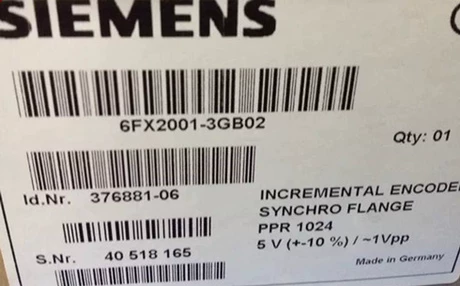 SIEMENS
6FX2001-3GB02
Qty: 01
Id.Nr. 376881-06
INCREMENTAL ENCODE
SYNCHRO FLANGE
PPR 1024
5 V (+-10 %) / ~1Vpp
S.Nr. 40 518 165
Made in Germany